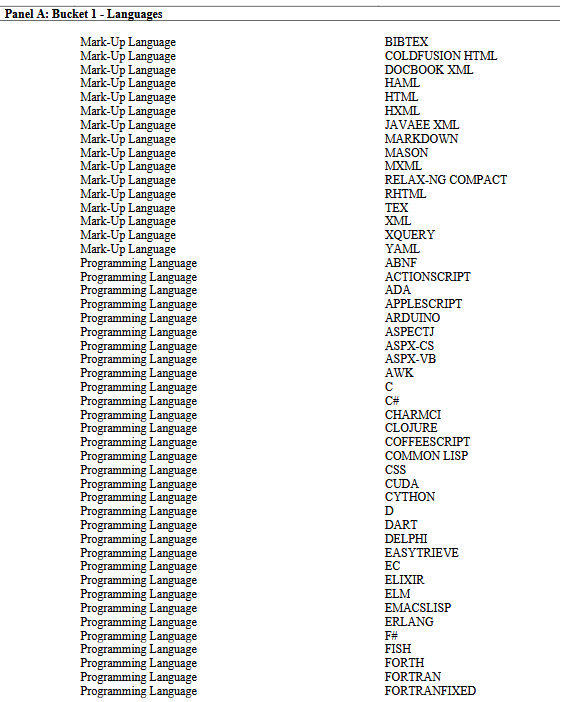 Panel A: Bucket 1 - Languages
Mark-Up Language BIBTEX
Mark-Up Language COLDFUSION HTML
Mark-Up Language DOCBOOK XML
Mark-Up Language HAML
Mark-Up Language HTML
Mark-Up Language HXML
Mark-Up Language JAVAEE XML
Mark-Up Language MARKDOWN
Mark-Up Language MASON
Mark-Up Language MXML
Mark-Up Language RELAX-NG COMPACT
Mark-Up Language RHTML
Mark-Up Language TEX
Mark-Up Language XML
Mark-Up Language XQUERY
Mark-Up Language YAML
Programming Language ABNF
Programming Language ACTIONSCRIPT
Programming Language ADA
Programming Language APPLESCRIPT
Programming Language ARDUINO
Programming Language ASPECTJ
Programming Language ASPX-CS
Programming Language ASPX-VB
Programming Language AWK
Programming Language C
Programming Language C#
Programming Language CHARMCI
Programming Language CLOJURE
Programming Language COFFEESCRIPT
Programming Language COMMON LISP
Programming Language CSS
Programming Language CUDA
Programming Language CYTHON
Programming Language D
Programming Language DART
Programming Language DELPHI
Programming Language EASYTRIEVE
Programming Language EC
Programming Language ELIXIR
Programming Language ELM
Programming Language EMACSLISP
Programming Language ERLANG
Programming Language F#
Programming Language FISH
Programming Language FORTH
Programming Language FORTRAN
Programming Language FORTRANFIXED